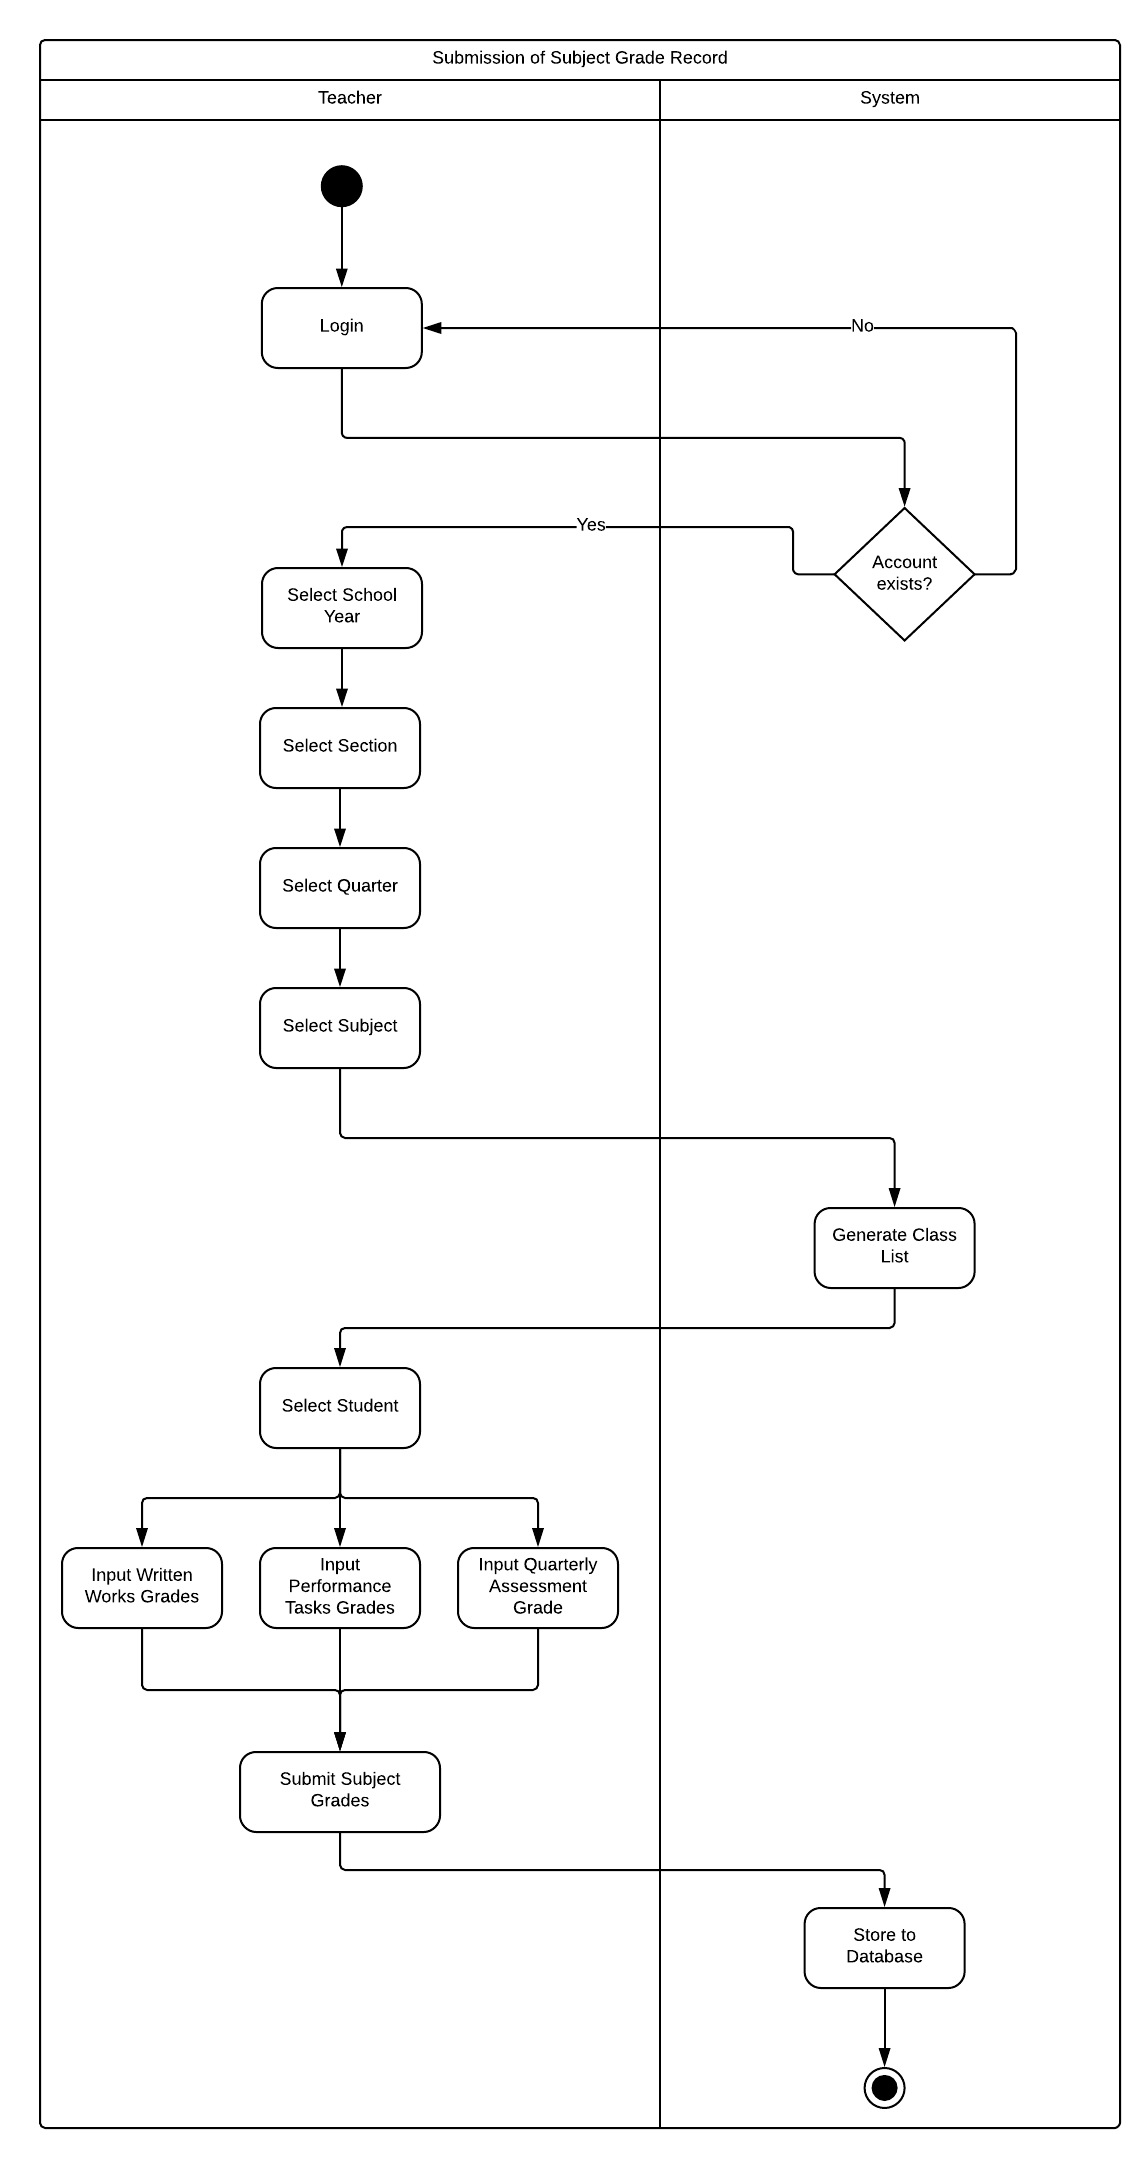 Submission of Subject Grade Record
Teacher
System
Login
No
Yes
Account
exists?
Select School
Year
Select Section
Select Quarter
Select Subject
Generate Class
List
Select Student
Input Written
Works Grades
Input
Performance
Tasks Grades
Input Quarterly
Assessment
Grade
Submit Subject
Grades
Store to
Database